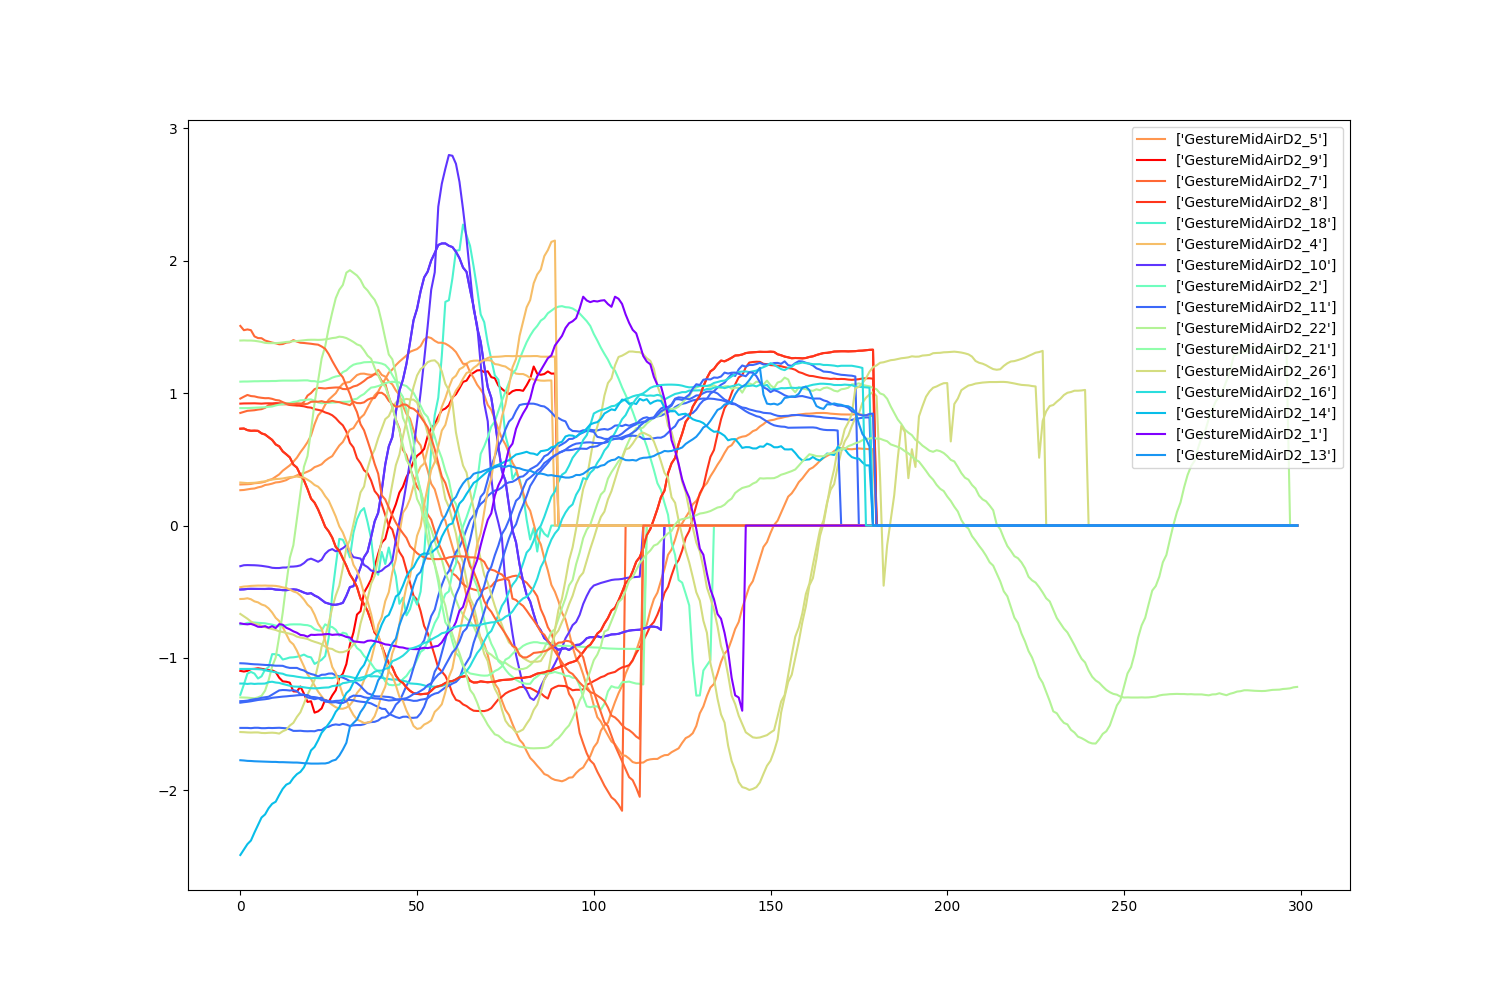 3
2
1
0
−1
−2
0
50
100
150
200
250
300
['GestureMidAirD2_5']
['GestureMidAirD2_9']
['GestureMidAirD2_7']
['GestureMidAirD2_8']
['GestureMidAirD2_18']
['GestureMidAirD2_4']
['GestureMidAirD2_10']
['GestureMidAirD2_2']
['GestureMidAirD2_11']
['GestureMidAirD2_22']
['GestureMidAirD2_21']
['GestureMidAirD2_26']
['GestureMidAirD2_16']
['GestureMidAirD2_14']
['GestureMidAirD2_1']
['GestureMidAirD2_13']